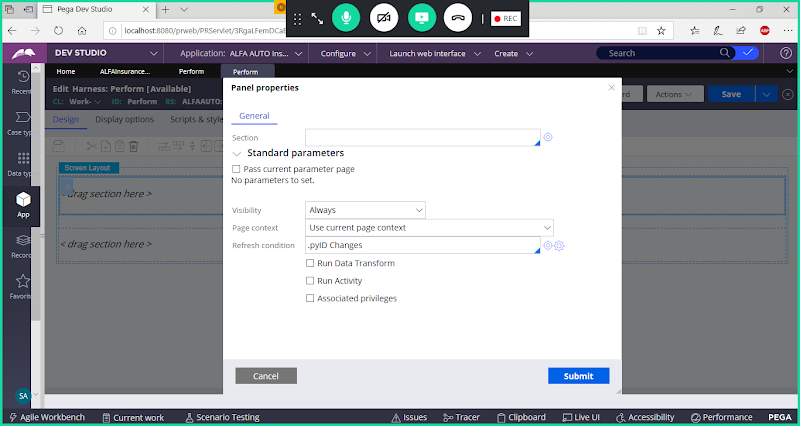 Pega Dev Studio
REC
localhost:8080/prweb/PRServlet/3RgaLFemDCaE
ABP
DEV STUDIO
Application: ALFA AUTO Ins...
Configure
Launch web interface
Create
Search
Home
ALFAInsurance...
Perform
Perform
Recent
Edit Harness: Perform [Available]
CL: Work- ID: Perform RS: ALFAAUTO:
Actions
Save
Design
Display options
Scripts & style
Case typ
Data type
App
Record
Favorit
SA
Screen Layout
< drag section here >
< drag section here >
Panel properties
General
Section
Standard parameters
Pass current parameter page
No parameters to set.
Visibility
Always
Page context
Use current page context
Refresh condition
.pyID Changes
Run Data Transform
Run Activity
Associated privileges
Cancel
Submit
Agile Workbench
Current work
Scenario Testing
Issues
Tracer
Clipboard
Live UI
Accessibility
Performance
PEGA